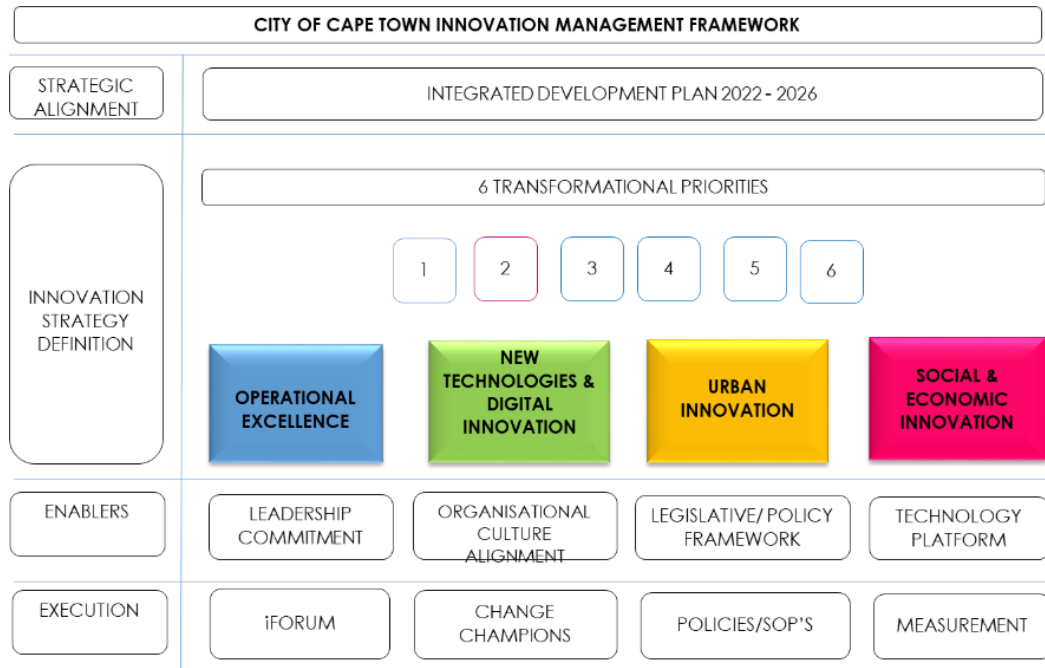 CITY OF CAPE TOWN INNOVATION MANAGEMENT FRAMEWORK
STRATEGIC
ALIGNMENT
INTEGRATED DEVELOPMENT PLAN 2022 - 2026
INNOVATION
STRATEGY
DEFINITION
6 TRANSFORMATIONAL PRIORITIES
1
2
3
4
5
6
OPERATIONAL
EXCELLENCE
NEW
TECHNOLOGIES &
DIGITAL
INNOVATION
URBAN
INNOVATION
SOCIAL &
ECONOMIC
INNOVATION
ENABLERS
LEADERSHIP
COMMITMENT
ORGANISATIONAL
CULTURE
ALIGNMENT
LEGISLATIVE/ POLICY
FRAMEWORK
TECHNOLOGY
PLATFORM
EXECUTION
iFORUM
CHANGE
CHAMPIONS
POLICIES/SOP'S
MEASUREMENT